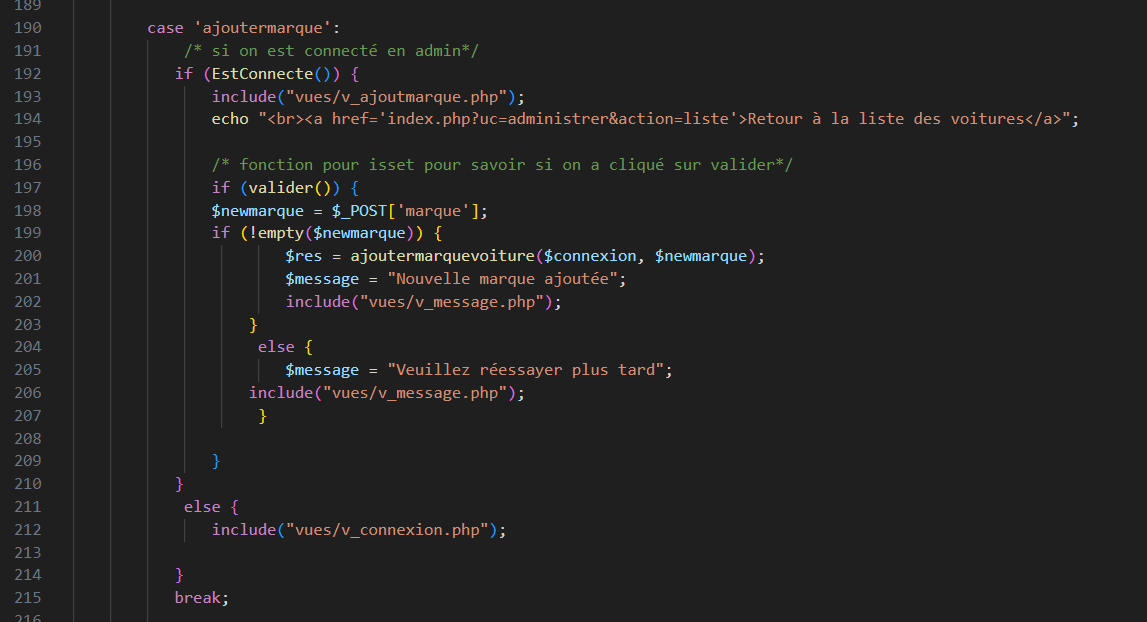 189
190 case 'ajoutermarque':
191 /* si on est connecté en admin*/
192 if (EstConnecte()) {
193 include("vues/v_ajoutmarque.php");
194 echo "<br><a href='index.php?uc=administrer&action=liste'>Retour à la liste des voitures</a>";
195
196 /* fonction pour isset pour savoir si on a cliqué sur valider*/
197 if (valider()) {
198 $newmarque = $_POST['marque'];
199 if (!empty($newmarque)) {
200 $res = ajoutermarquevoiture($connexion, $newmarque);
201 $message = "Nouvelle marque ajoutée";
202 include("vues/v_message.php");
203 }
204 else {
205 $message = "Veuillez réessayer plus tard";
206 include("vues/v_message.php");
207 }
208
209 }
210 }
211 else {
212 include("vues/v_connexion.php");
213
214 }
215 break;
216